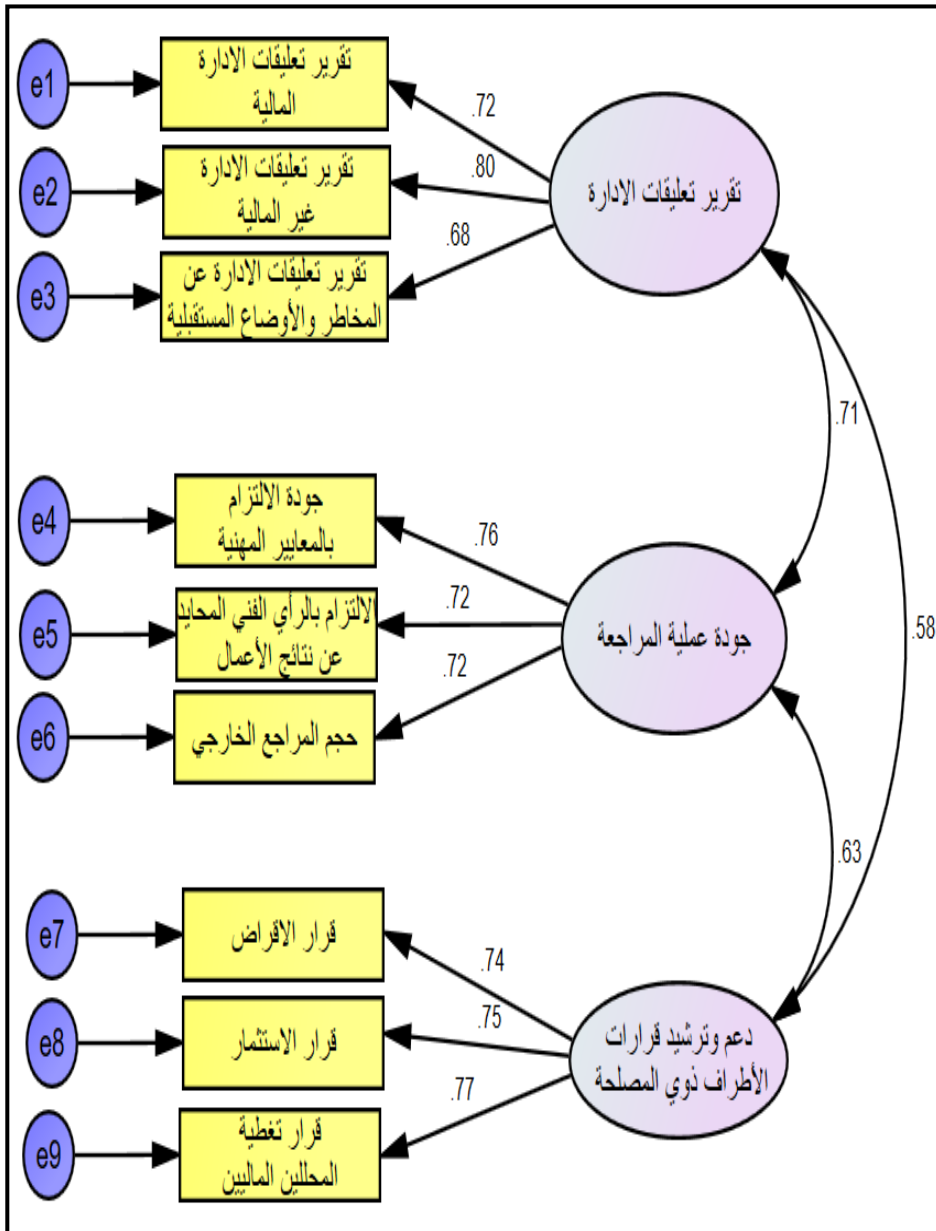 e1
تقرير تعليقات الادارة
المالية
.72
e2
تقرير تعليقات الادارة
غير المالية
.80
تقرير تعليقات الادارة
e3
تقرير تعليقات الادارة عن
المخاطر والأوضاع المستقبلية
.68
.71
e4
جودة الالتزام
بالمعايير المهنية
.76
e5
الالتزام بالرأي الفني المحايد
عن نتائج الأعمال
.72
جودة عملية المراجعة
.58
e6
حجم المراجع الخارجي
.72
.63
e7
قرار الاقراض
.74
e8
قرار الاستثمار
.75
دعم وترشيد قرارات
الأطراف ذوي المصلحة
e9
قرار تغطية
المحللين الماليين
.77